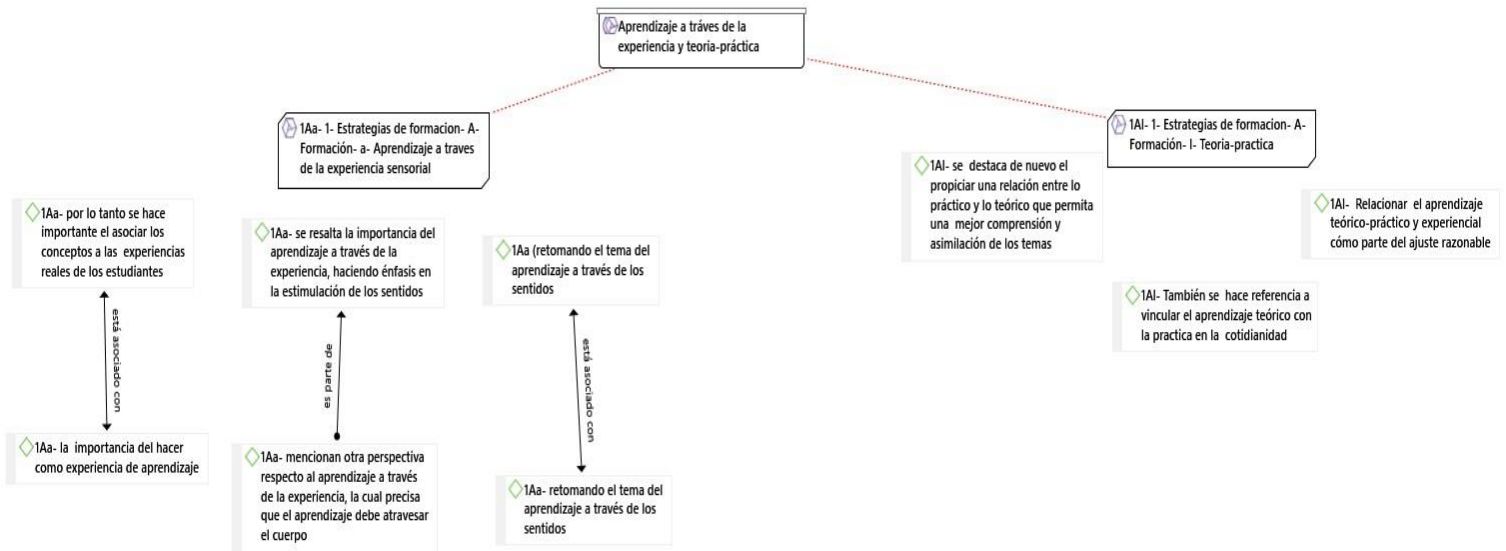 Aprendizaje a tráves de la
experiencia y teoria-práctica
1Aa- 1- Estrategias de formacion- A-
Formación- a- Aprendizaje a traves
de la experiencia sensorial
1Al- 1- Estrategias de formacion- A-
Formación- l- Teoria-practica
1Aa- por lo tanto se hace
importante el asociar los
conceptos a las experiencias
reales de los estudiantes
1Aa- se resalta la importancia del
aprendizaje a través de la
experiencia, haciendo énfasis en
la estimulación de los sentidos
1Aa (retomando el tema del
aprendizaje a través de los
sentidos
1Al- se destaca de nuevo el
propiciar una relación entre lo
práctico y lo teórico que permita
una mejor comprensión y
asimilación de los temas
1Al- Relacionar el aprendizaje
teórico-práctico y experiencial
cómo parte del ajuste razonable
1Al- También se hace referencia a
vincular el aprendizaje teórico con
la practica en la cotidianidad
está asociado con
es parte de
está asociado con
1Aa- la importancia del hacer
como experiencia de aprendizaje
1Aa- mencionan otra perspectiva
respecto al aprendizaje a través
de la experiencia, la cual precisa
que el aprendizaje debe atravesar
el cuerpo
1Aa- retomando el tema del
aprendizaje a través de los
sentidos